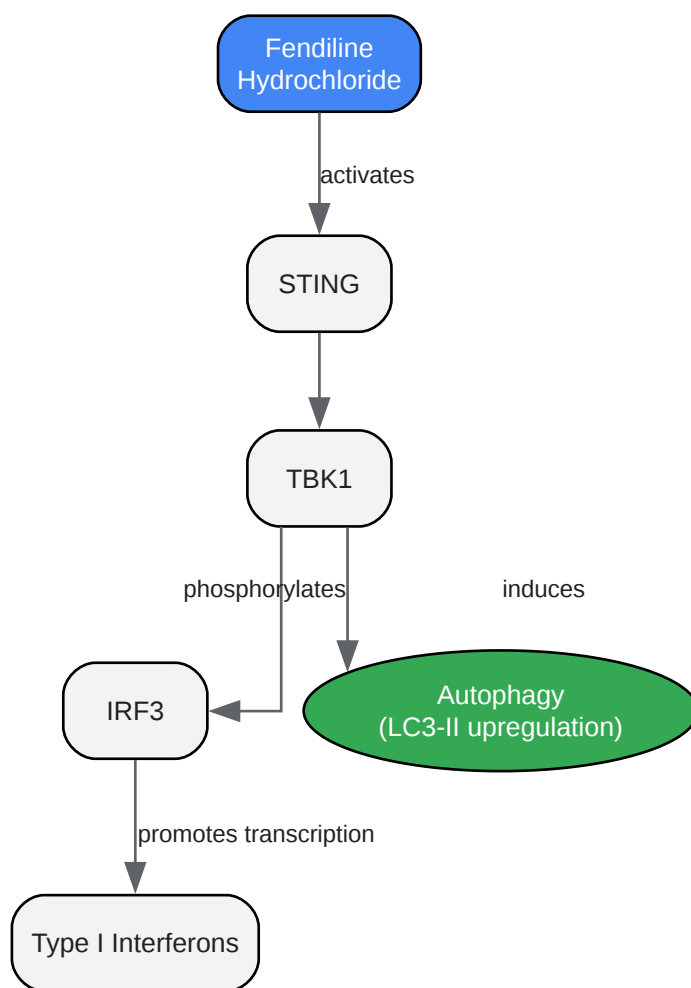 Fendiline
Hydrochloride
activates
STING
TBK1
phosphorylates
induces
IRF3
Autophagy
(LC3-II upregulation)
promotes transcription
Type I Interferons